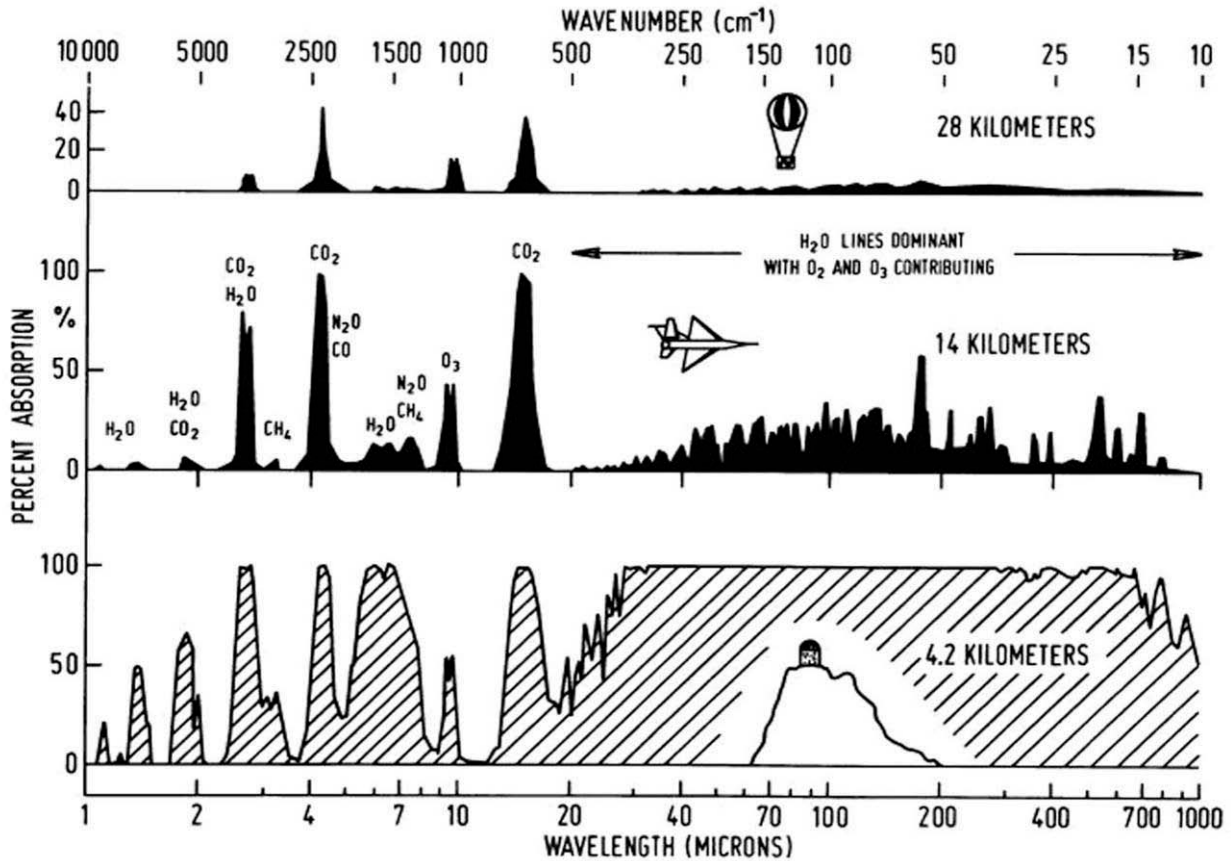 WAVENUMBER (cm⁻¹)
10000 5000 2500 1500 1000 500 250 150 100 50 25 15 10
40
20
0
28 KILOMETERS
H₂O LINES DOMINANT
WITH O₂ AND O₃ CONTRIBUTING
PERCENT ABSORPTION
%
100
50
0
CO₂
H₂O
CO₂
CO₂
N₂O
CO
O₃
N₂O
CH₄
H₂O
H₂O
H₂O
CO₂
CH₄
14 KILOMETERS
100
50
0
4.2 KILOMETERS
1 2 4 7 10 20 40 70 100 200 400 700 1000
WAVELENGTH (MICRONS)